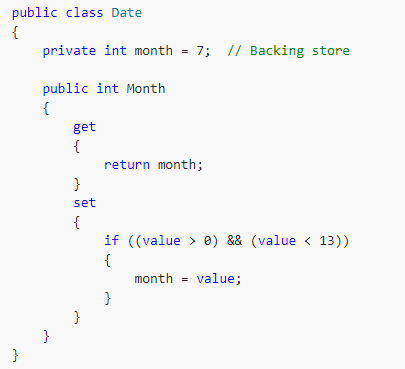 public class Date
{
    private int month = 7;  // Backing store

    public int Month
    {
        get
        {
            return month;
        }
        set
        {
            if ((value > 0) && (value < 13))
            {
                month = value;
            }
        }
    }
}